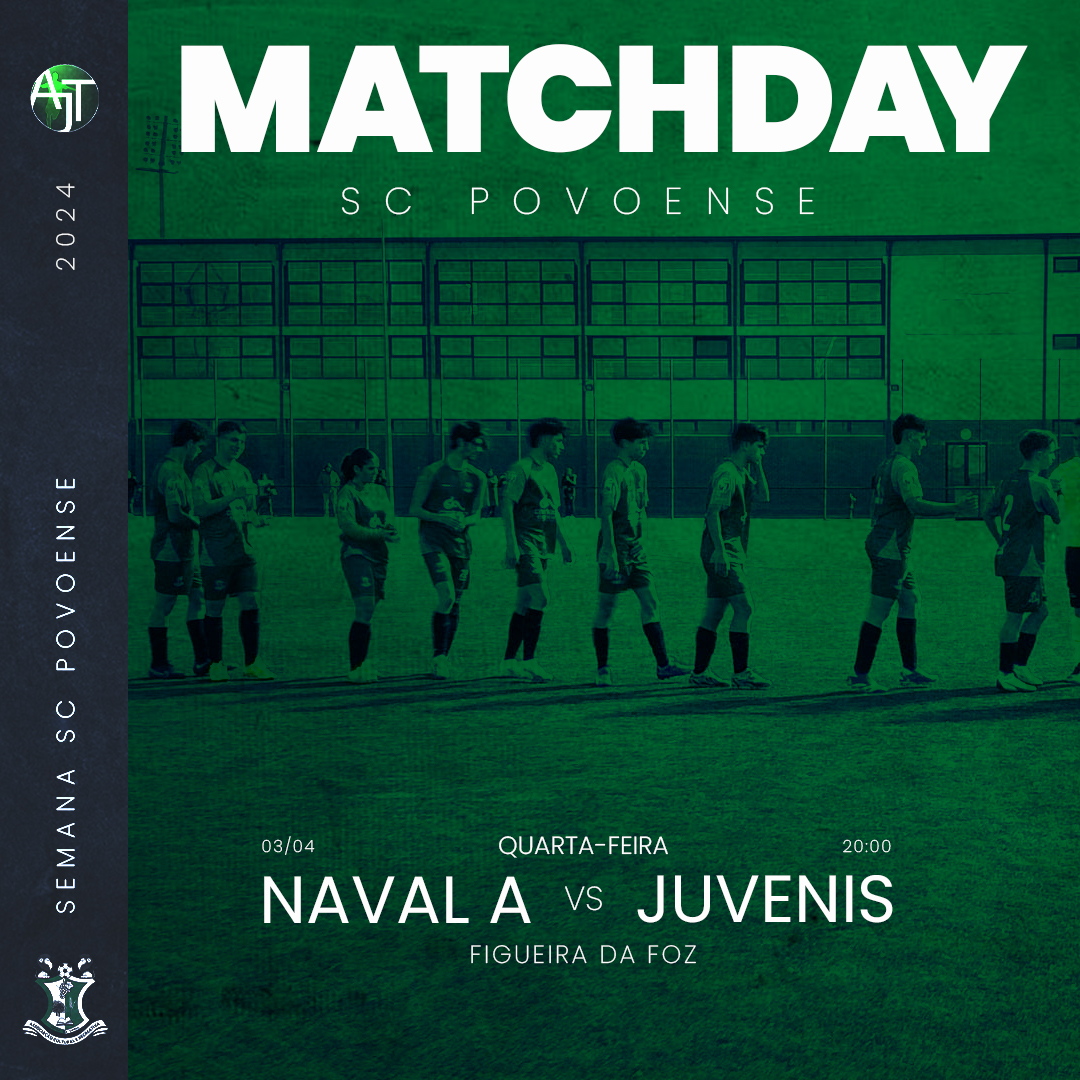 AJT
2024
SEMANA SC POVOENSE
MATCHDAY
SC POVOENSE
2
03/04 QUARTA-FEIRA 20:00
NAVAL A VS JUVENIS
FIGUEIRA DA FOZ